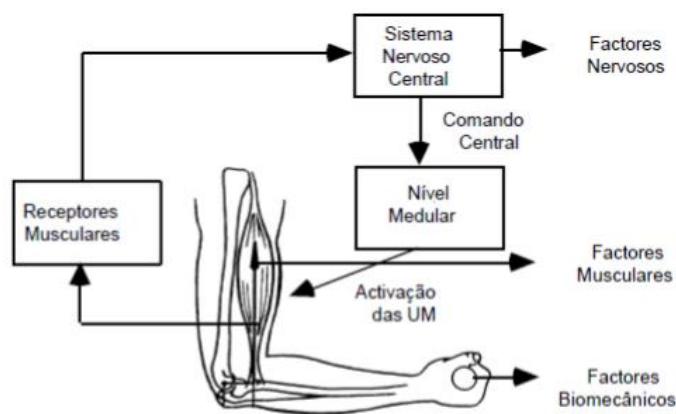 Sistema
Nervoso
Central
Factores
Nervosos
Comando
Central
Receptores
Musculares
Nível
Medular
Factores
Musculares
Activação
das UM
Factores
Biomecânicos